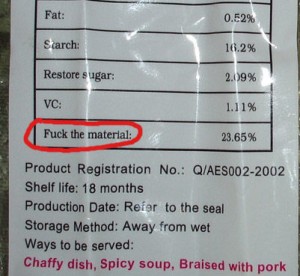 Fat: 0.52%
Starch: 16.2%
Restore sugar: 2.09%
VC: 1.11%
Fuck the material: 23.65%
Product Registration No.: Q/AES002-2002
Shelf life: 18 months
Production Date: Refer to the seal
Storage Method: Away from wet
Ways to be served:
Chaffy dish, Spicy soup, Braised with pork